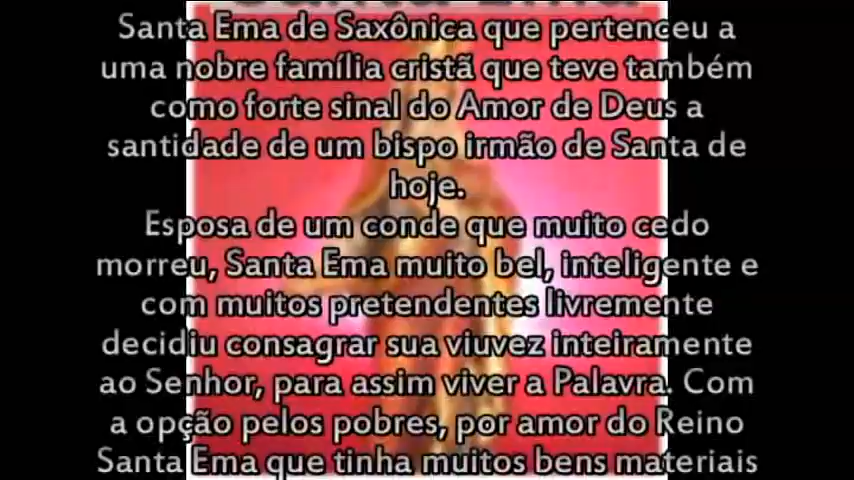 Santa Ema de Saxônica que pertenceu a
uma nobre família cristã que teve também
como forte sinal do Amor de Deus a
santidade de um bispo irmão de Santa de
hoje.
Esposa de um conde que muito cedo
morreu, Santa Ema muito bel, inteligente e
com muitos pretendentes livremente
decidiu consagrar sua viuvez inteiramente
ao Senhor, para assim viver a Palavra. Com
a opção pelos pobres, por amor do Reino
Santa Ema que tinha muitos bens materiais